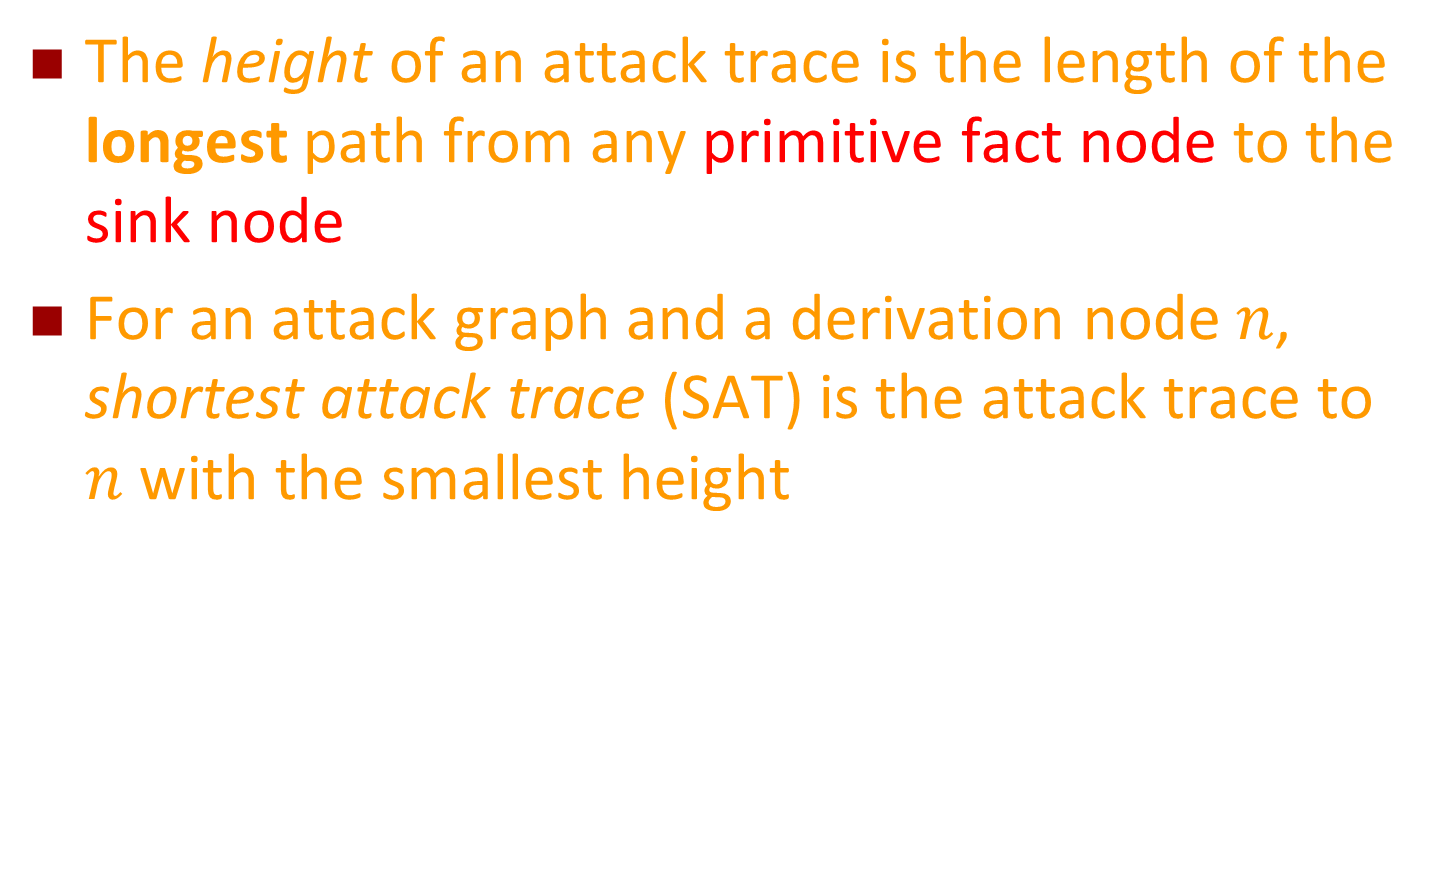 ■ The height of an attack trace is the length of the
longest path from any primitive fact node to the
sink node
■ For an attack graph and a derivation node 𝑛,
shortest attack trace (SAT) is the attack trace to
𝑛 with the smallest height